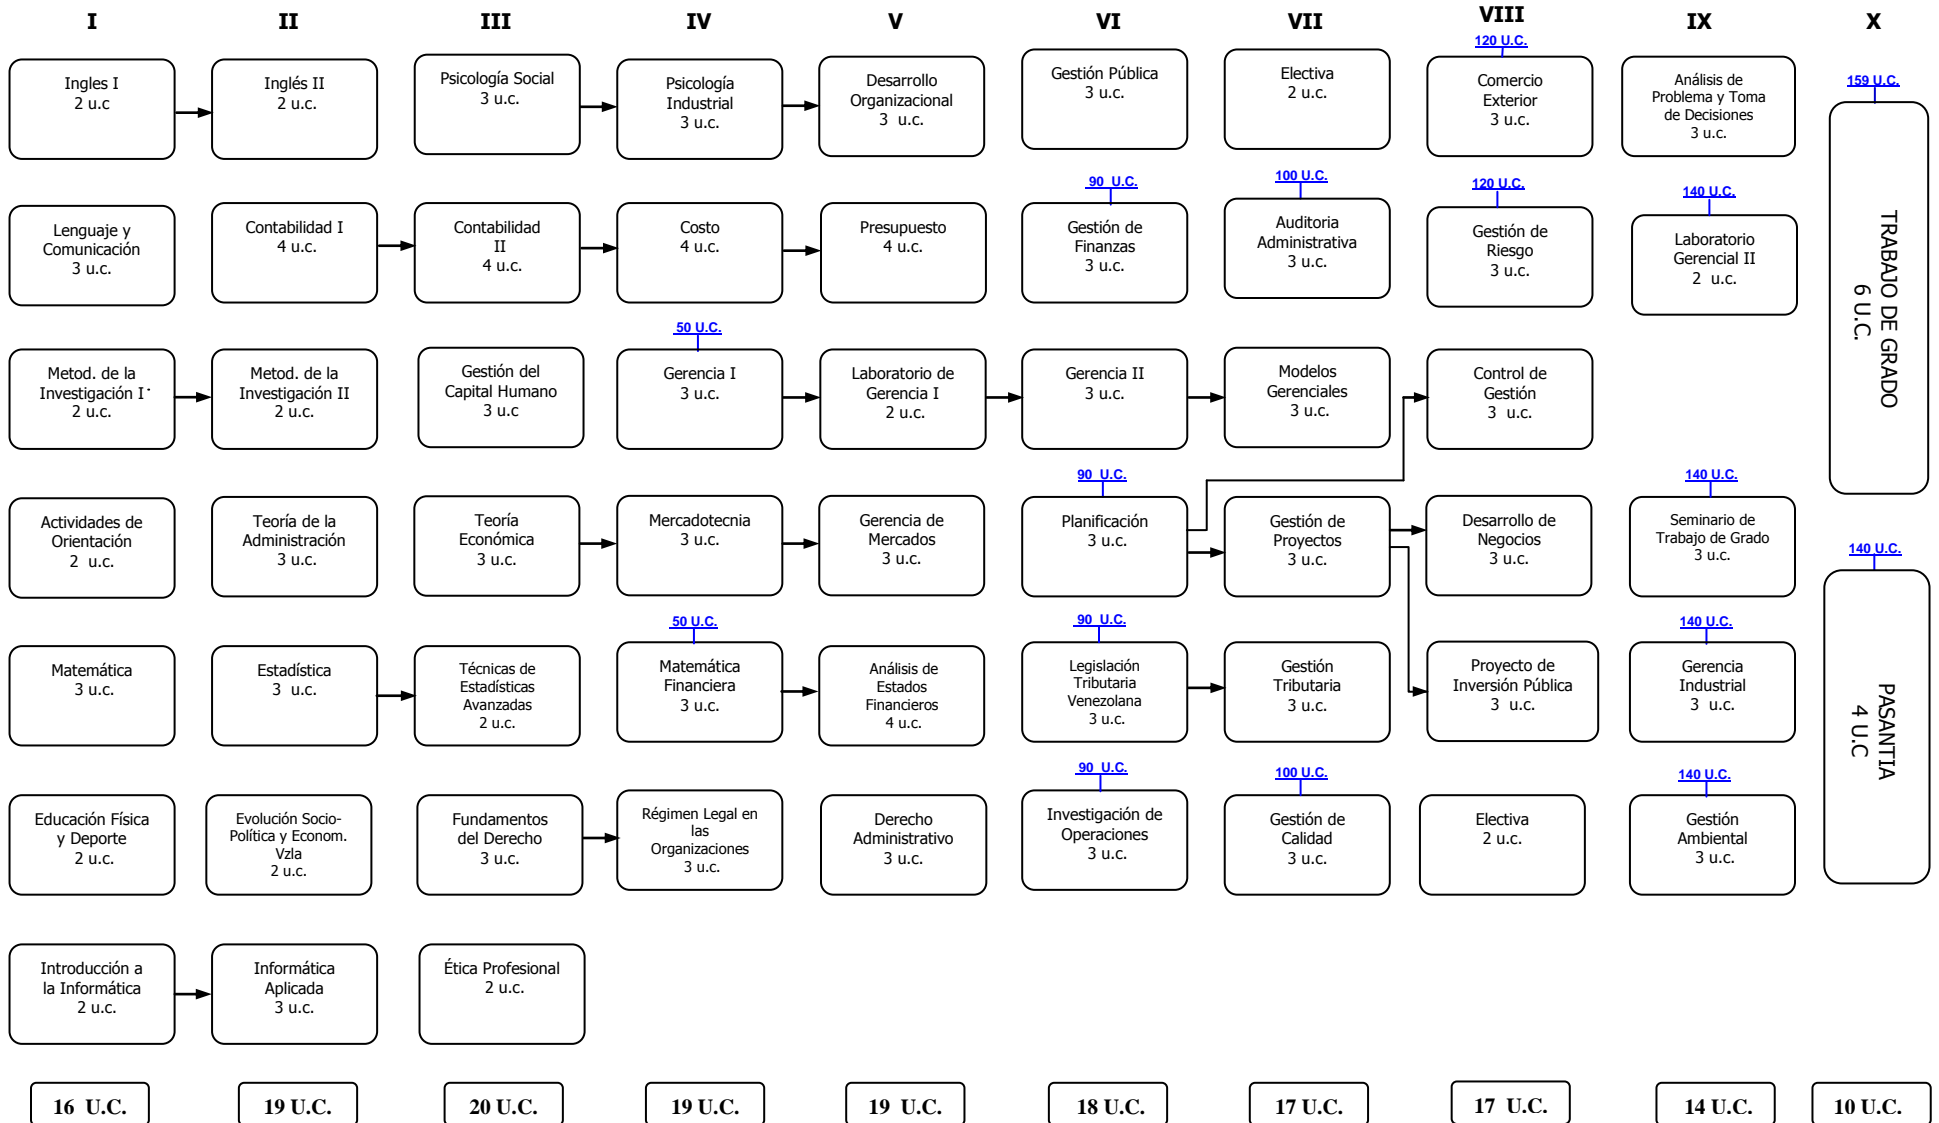 I II III IV V VI VII VIII IX X
120 U.C.
159 U.C.
Ingles I
2 u.c
Inglés II
2 u.c.
Psicología Social
3 u.c.
Psicología
Industrial
3 u.c.
Desarrollo
Organizacional
3 u.c.
Gestión Pública
3 u.c.
Electiva
2 u.c.
Comercio
Exterior
3 u.c.
Análisis de
Problema y Toma
de Decisiones
3 u.c.
TRABAJO DE GRADO
6 U.C.
90 U.C.
100 U.C.
120 U.C.
140 U.C.
Lenguaje y
Comunicación
3 u.c.
Contabilidad I
4 u.c.
Contabilidad
II
4 u.c.
Costo
4 u.c.
Presupuesto
4 u.c.
Gestión de
Finanzas
3 u.c.
Auditoria
Administrativa
3 u.c.
Gestión de
Riesgo
3 u.c.
Laboratorio
Gerencial II
2 u.c.
50 U.C.
Metod. de la
Investigación I
2 u.c.
Metod. de la
Investigación II
2 u.c.
Gestión del
Capital Humano
3 u.c
Gerencia I
3 u.c.
Laboratorio de
Gerencia I
2 u.c.
Gerencia II
3 u.c.
Modelos
Gerenciales
3 u.c.
Control de
Gestión
3 u.c.
90 U.C.
140 U.C.
Actividades de
Orientación
2 u.c.
Teoría de la
Administración
3 u.c.
Teoría
Económica
3 u.c.
Mercadotecnia
3 u.c.
Gerencia de
Mercados
3 u.c.
Planificación
3 u.c.
Gestión de
Proyectos
3 u.c.
Desarrollo de
Negocios
3 u.c.
Seminario de
Trabajo de Grado
3 u.c.
140 U.C.
PASANTIA
4 U.C
50 U.C.
90 U.C.
140 U.C.
Matemática
3 u.c.
Estadística
3 u.c.
Técnicas de
Estadísticas
Avanzadas
2 u.c.
Matemática
Financiera
3 u.c.
Análisis de
Estados
Financieros
4 u.c.
Legislación
Tributaria
Venezolana
3 u.c.
Gestión
Tributaria
3 u.c.
Proyecto de
Inversión Pública
3 u.c.
Gerencia
Industrial
3 u.c.
90 U.C.
100 U.C.
140 U.C.
Educación Física
y Deporte
2 u.c.
Evolución Socio-
Política y Econom.
Vzla
2 u.c.
Fundamentos
del Derecho
3 u.c.
Régimen Legal en
las
Organizaciones
3 u.c.
Derecho
Administrativo
3 u.c.
Investigación de
Operaciones
3 u.c.
Gestión de
Calidad
3 u.c.
Electiva
2 u.c.
Gestión
Ambiental
3 u.c.
Introducción a
la Informática
2 u.c.
Informática
Aplicada
3 u.c.
Ética Profesional
2 u.c.
16 U.C.
19 U.C.
20 U.C.
19 U.C.
19 U.C.
18 U.C.
17 U.C.
17 U.C.
14 U.C.
10 U.C.